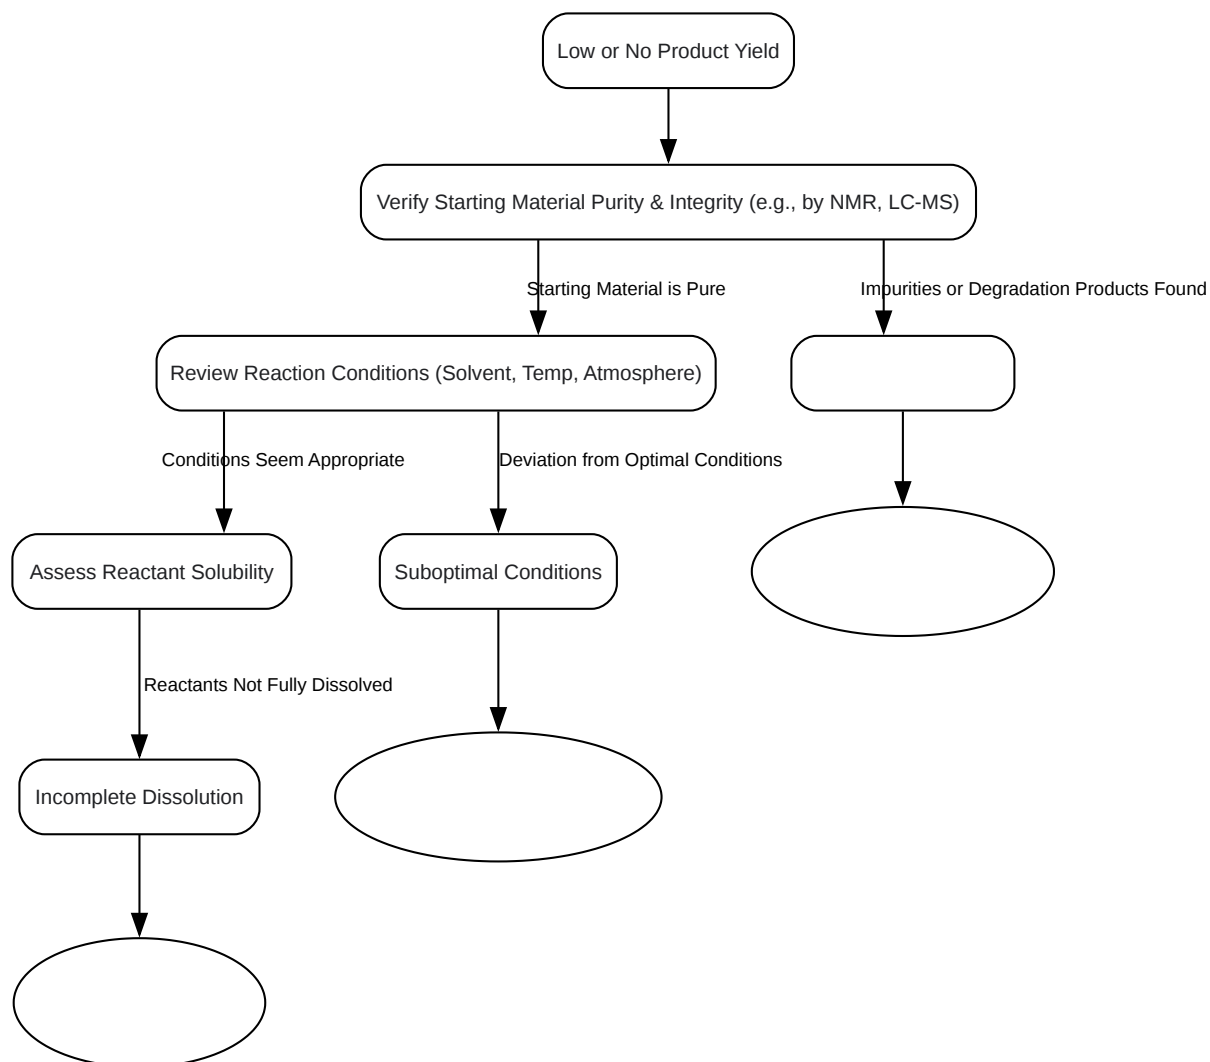 Low or No Product Yield
Verify Starting Material Purity & Integrity (e.g., by NMR, LC-MS)
Starting Material is Pure
Impurities or Degradation Products Found
Review Reaction Conditions (Solvent, Temp, Atmosphere)
Conditions Seem Appropriate
Deviation from Optimal Conditions
Assess Reactant Solubility
Suboptimal Conditions
Reactants Not Fully Dissolved
Incomplete Dissolution